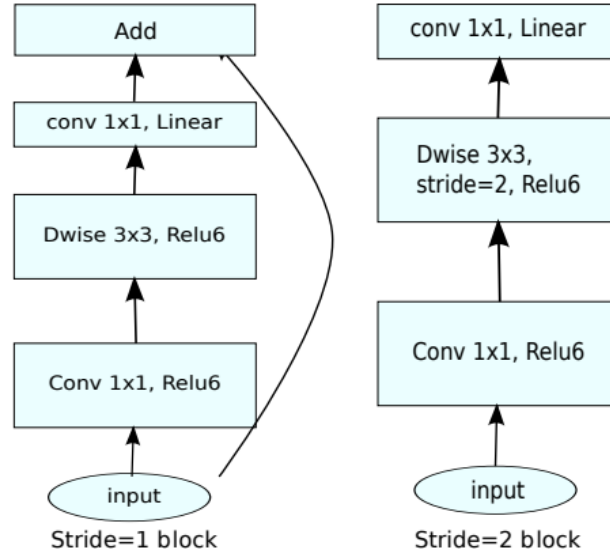 Add
conv 1x1, Linear
Dwise 3x3, Relu6
Conv 1x1, Relu6
input
Stride=1 block
conv 1x1, Linear
Dwise 3x3,
stride=2, Relu6
Conv 1x1, Relu6
input
Stride=2 block